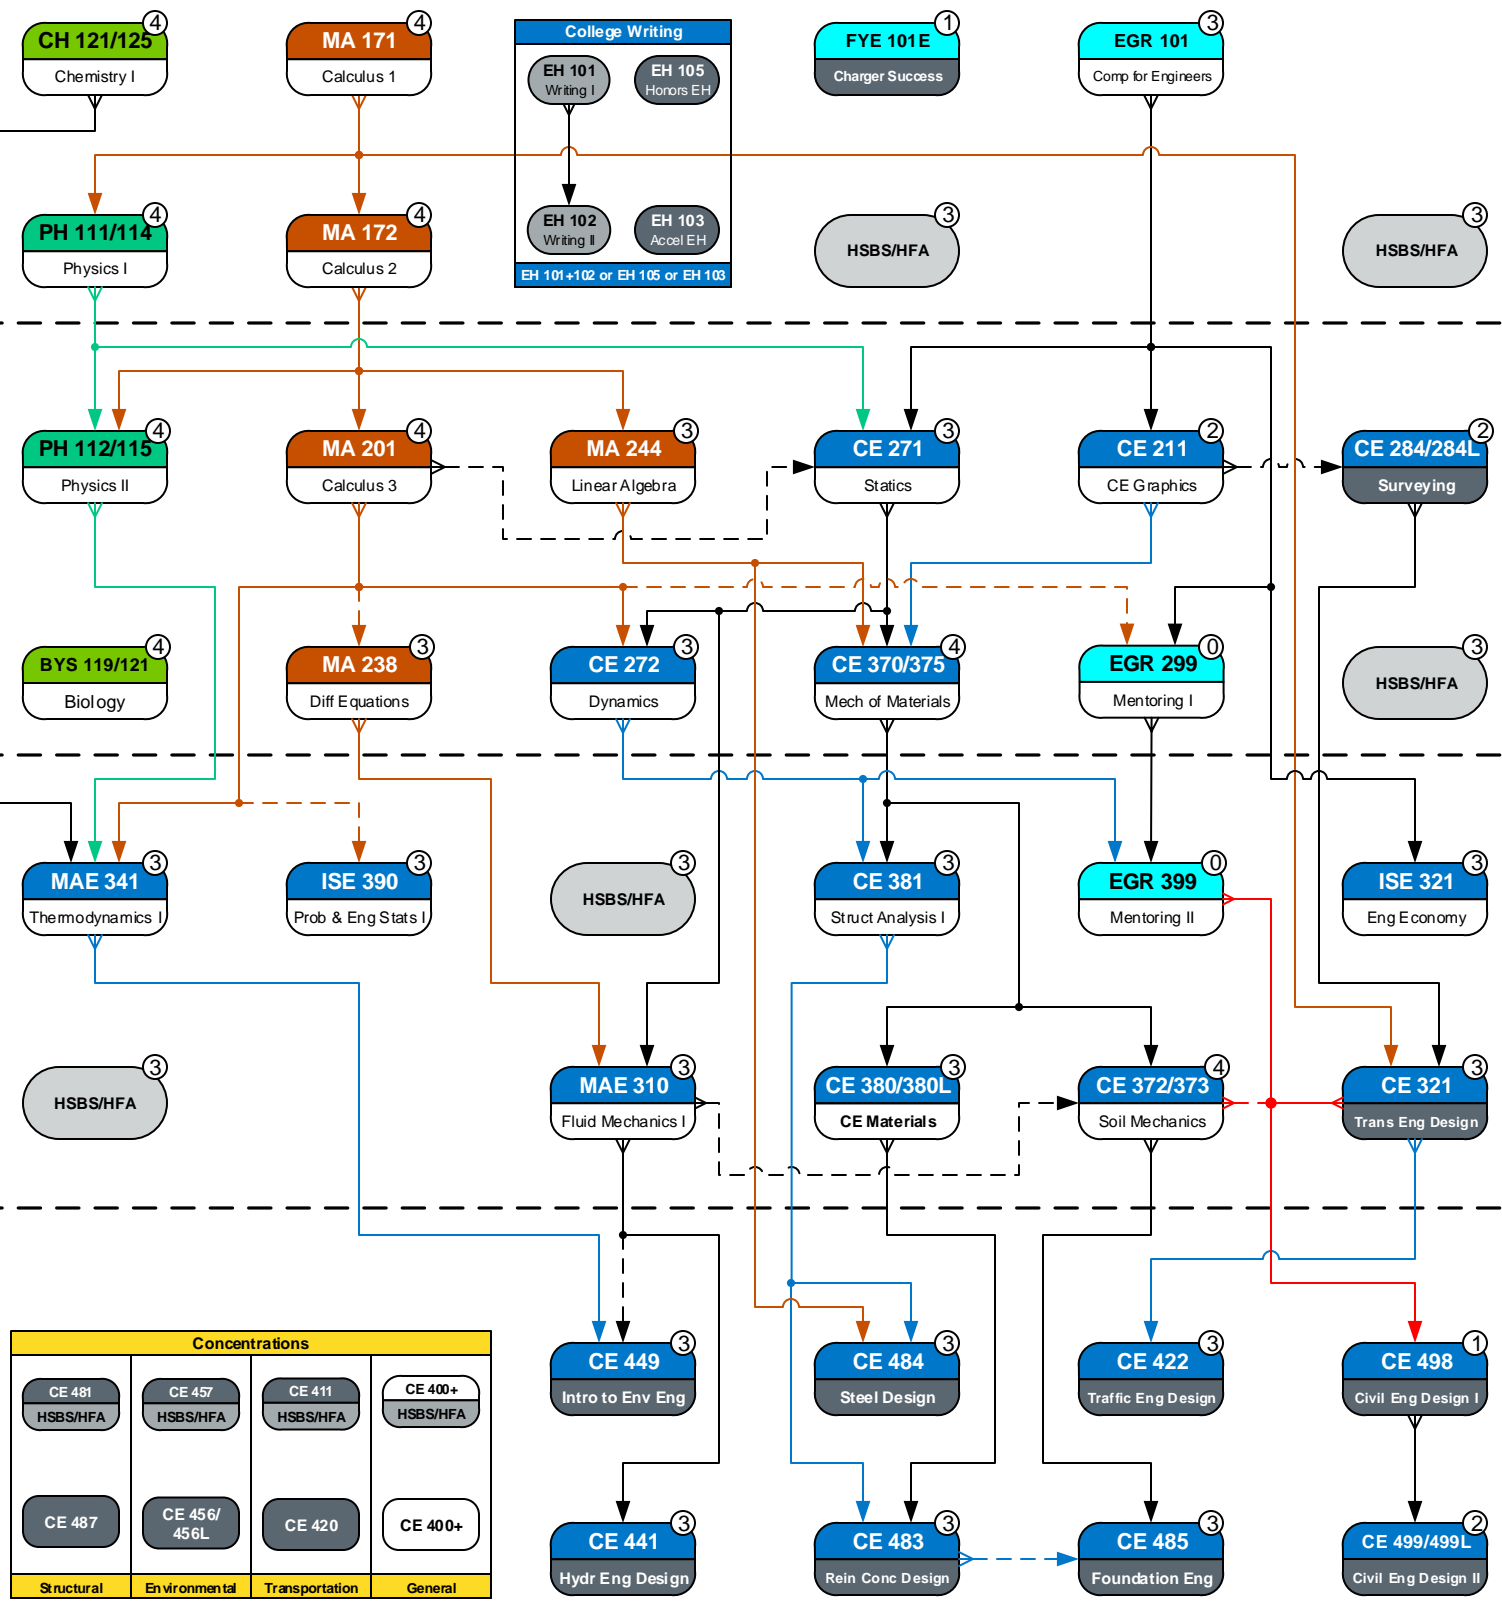 4
CH 121/125
Chemistry I
4
MA 171
Calculus 1
College Writing
EH 101
Writing I
EH 105
Honors EH
EH 102
Writing II
EH 103
Accel EH
EH 101+102 or EH 105 or EH 103
1
FYE 101E
Charger Success
3
EGR 101
Comp for Engineers
4
PH 111/114
Physics I
4
MA 172
Calculus 2
3
HSBS/HFA
3
HSBS/HFA
4
PH 112/115
Physics II
4
MA 201
Calculus 3
3
MA 244
Linear Algebra
3
CE 271
Statics
2
CE 211
CE Graphics
2
CE 284/284L
Surveying
4
BYS 119/121
Biology
3
MA 238
Diff Equations
3
CE 272
Dynamics
4
CE 370/375
Mech of Materials
0
EGR 299
Mentoring I
3
HSBS/HFA
3
MAE 341
Thermodynamics I
3
ISE 390
Prob & Eng Stats I
3
HSBS/HFA
3
CE 381
Struct Analysis I
0
EGR 399
Mentoring II
3
ISE 321
Eng Economy
3
HSBS/HFA
3
MAE 310
Fluid Mechanics I
3
CE 380/380L
CE Materials
4
CE 372/373
Soil Mechanics
3
CE 321
Trans Eng Design
3
CE 449
Intro to Env Eng
3
CE 484
Steel Design
3
CE 422
Traffic Eng Design
1
CE 498
Civil Eng Design I
Concentrations
CE 481
HSBS/HFA
CE 457
HSBS/HFA
CE 411
HSBS/HFA
CE 400+
HSBS/HFA
CE 487
CE 456/
456L
CE 420
CE 400+
Structural
Environmental
Transportation
General
3
CE 441
Hydr Eng Design
3
CE 483
Rein Conc Design
3
CE 485
Foundation Eng
2
CE 499/499L
Civil Eng Design II